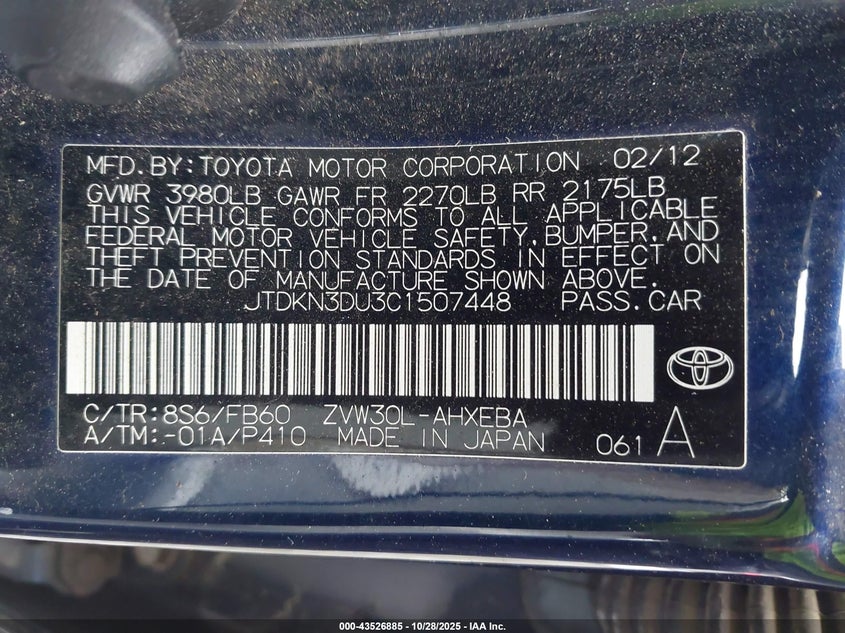 MFD.BY:TOYOTA MOTOR CORPORATION 02/12
GVWR 3980LB GAWR FR 2270LB RR 2175LB
THIS VEHICLE CONFORMS TO ALL APPLICABLE
FEDERAL MOTOR VEHICLE SAFETY,BUMPER,AND
THEFT PREVENTION STANDARDS IN EFFECT ON
THE DATE OF MANUFACTURE SHOWN ABOVE.
JTDKN3DU3C1507448 PASS.CAR
C/TR:8S6/FB60 ZVW30L-AHXEBA
A/TM:-01A/P410 MADE IN JAPAN 061 A
000-43526885 - 10/28/2025 - IAA Inc.